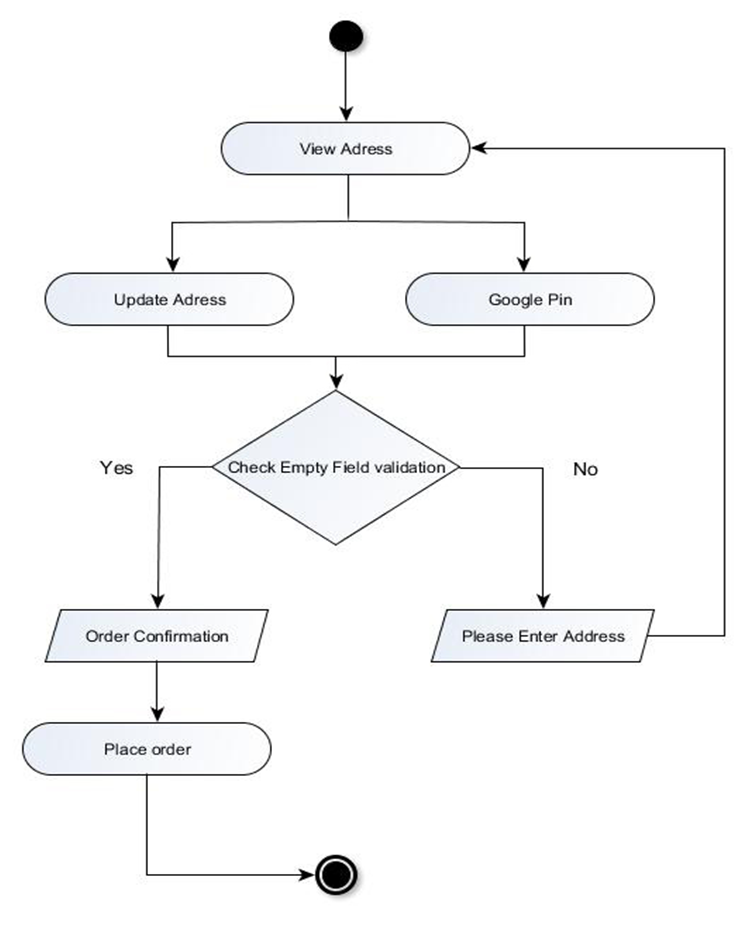 View Adress
Update Adress
Google Pin
Yes
Check Empty Field validation
No
Order Confirmation
Please Enter Address
Place order